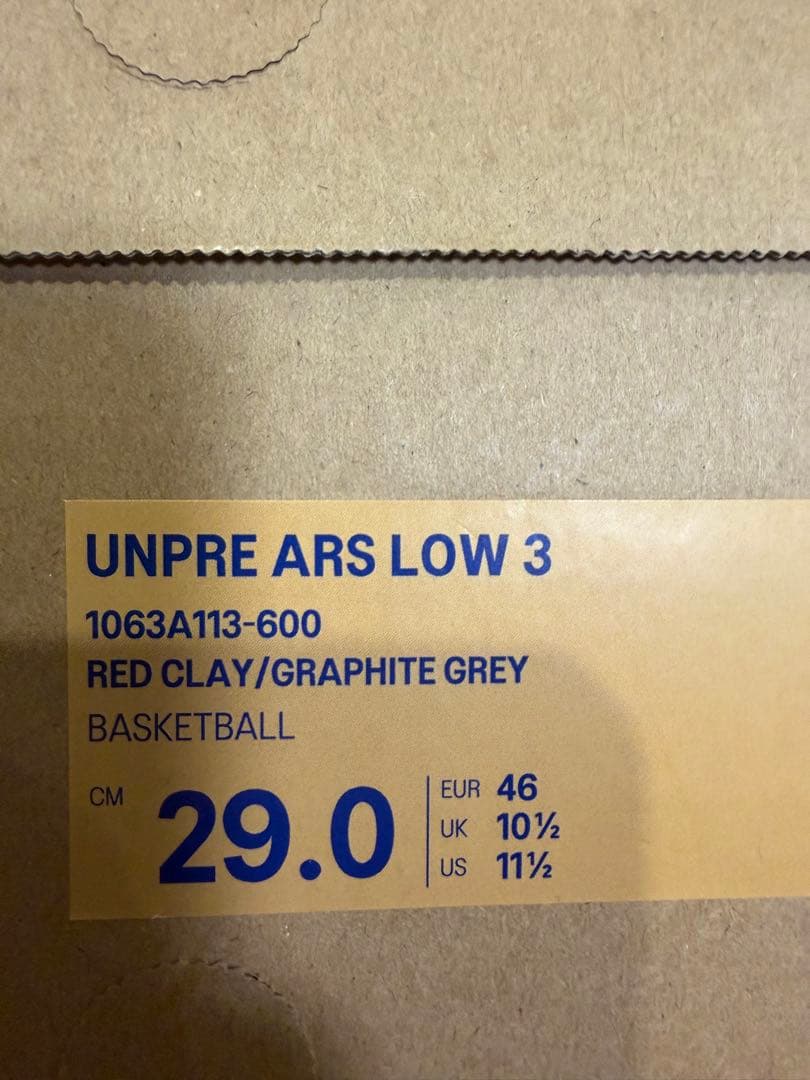 UNPRE ARS LOW 3
1063A113-600
RED CLAY/GRAPHITE GREY
BASKETBALL
CM 29.0
EUR 46
UK 10½
US 11½